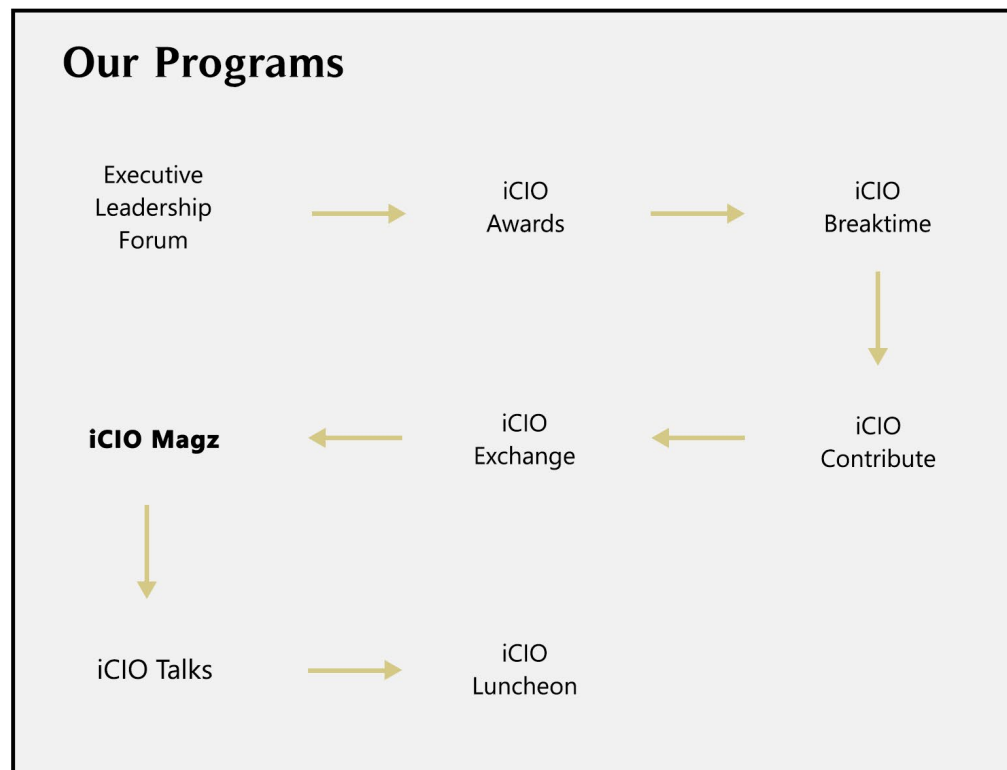 Our Programs
Executive
Leadership
Forum
iCIO
Awards
iCIO
Breaktime
iCIO
Contribute
iCIO
Exchange
iCIO Magz
iCIO Talks
iCIO
Luncheon